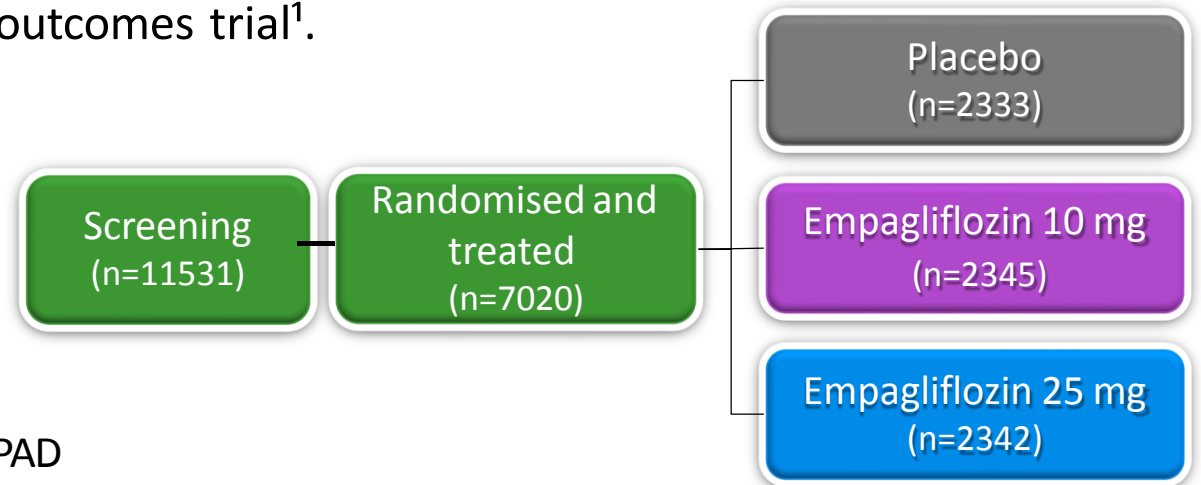 outcomes trial¹.
Placebo
(n=2333)
Screening
(n=11531)
Randomised and
treated
(n=7020)
Empagliflozin 10 mg
(n=2345)
Empagliflozin 25 mg
(n=2342)
PAD